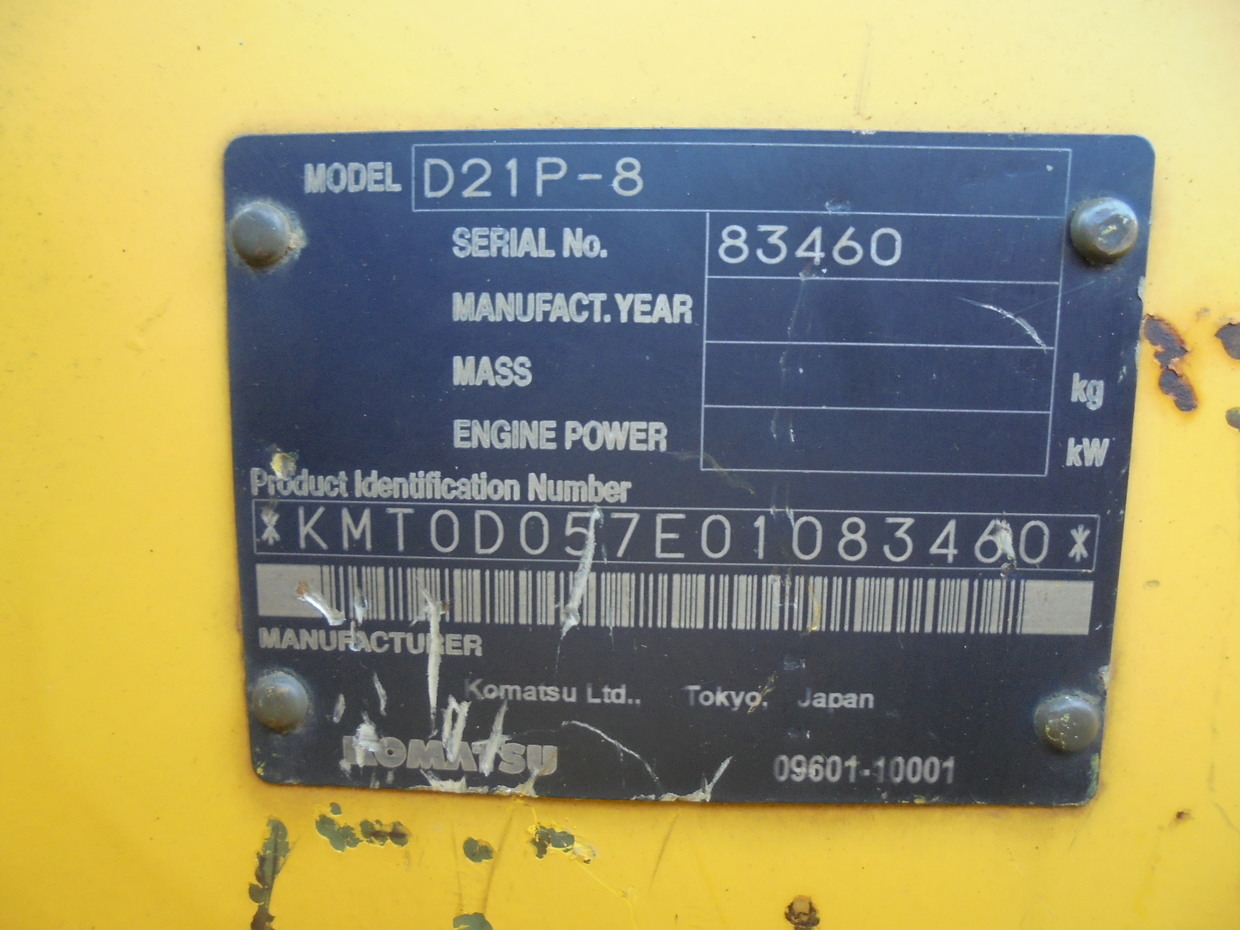 MODEL D21P-8
SERIAL No. 83460
MANUFACT. YEAR
MASS kg
ENGINE POWER kW
Product Identification Number
*KMT0D057E01083460*
MANUFACTURER
Komatsu Ltd., Tokyo, Japan
KOMATSU 09601-10001